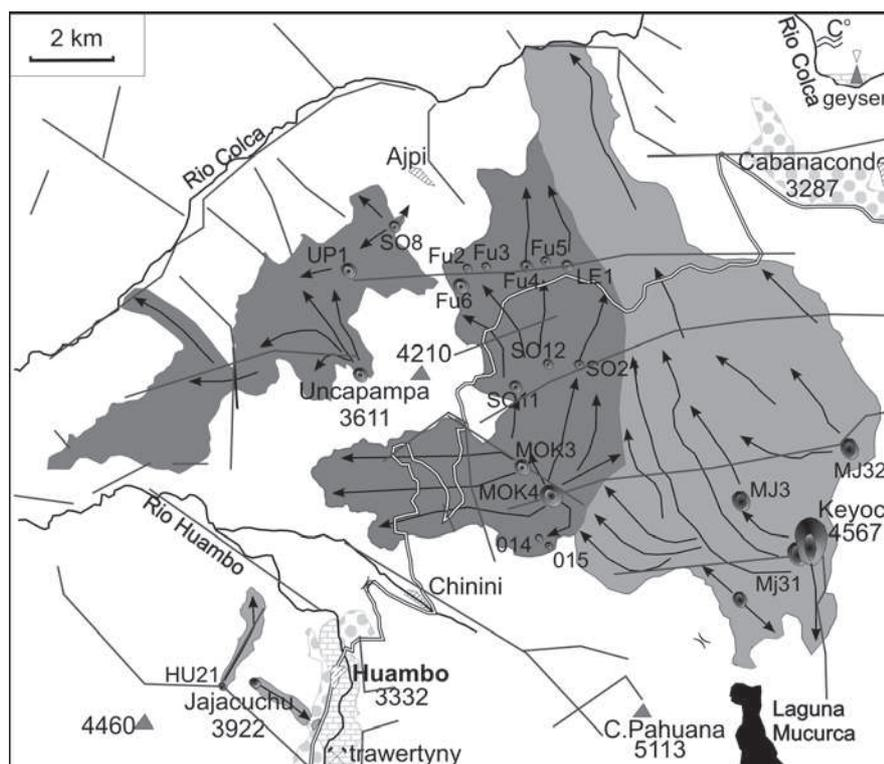 2 km
C°
Rio Colca
geyser
Rio Colca
Ajpi
Cabanaconde
3287
SO8
UP1
Fu2
Fu3
Fu5
Fu4
LF1
Fu6
4210
SO12
SO2
Uncapampa
3611
SO11
MOK3
MJ32
MOK4
MJ3
Keyoc
4567
Rio Huambo
014
015
Mj31
Chinini
HU21
Huambo
3332
Jajacuchu
3922
4460
C.Pahuana
5113
Laguna
Mucurca
trawertyny